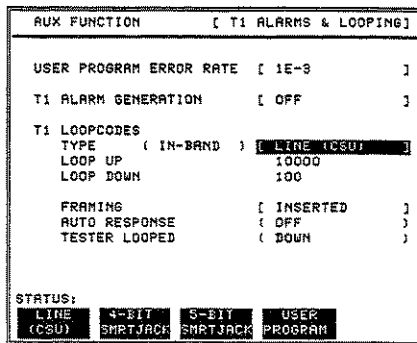 AUX FUNCTION [ T1 ALARMS & LOOPING]
USER PROGRAM ERROR RATE [ 1E-3 ]
T1 ALARM GENERATION [ OFF ]
T1 LOOPCODES
TYPE ( IN-BAND ) [ LINE (CSU) ]
LOOP UP 10000
LOOP DOWN 100
FRAMING [ INSERTED ]
AUTO RESPONSE ( OFF )
TESTER LOOPED ( DOWN )
STATUS:
LINE (CSU) 4-BIT SMRTJACK 5-BIT SMRTJACK USER PROGRAM